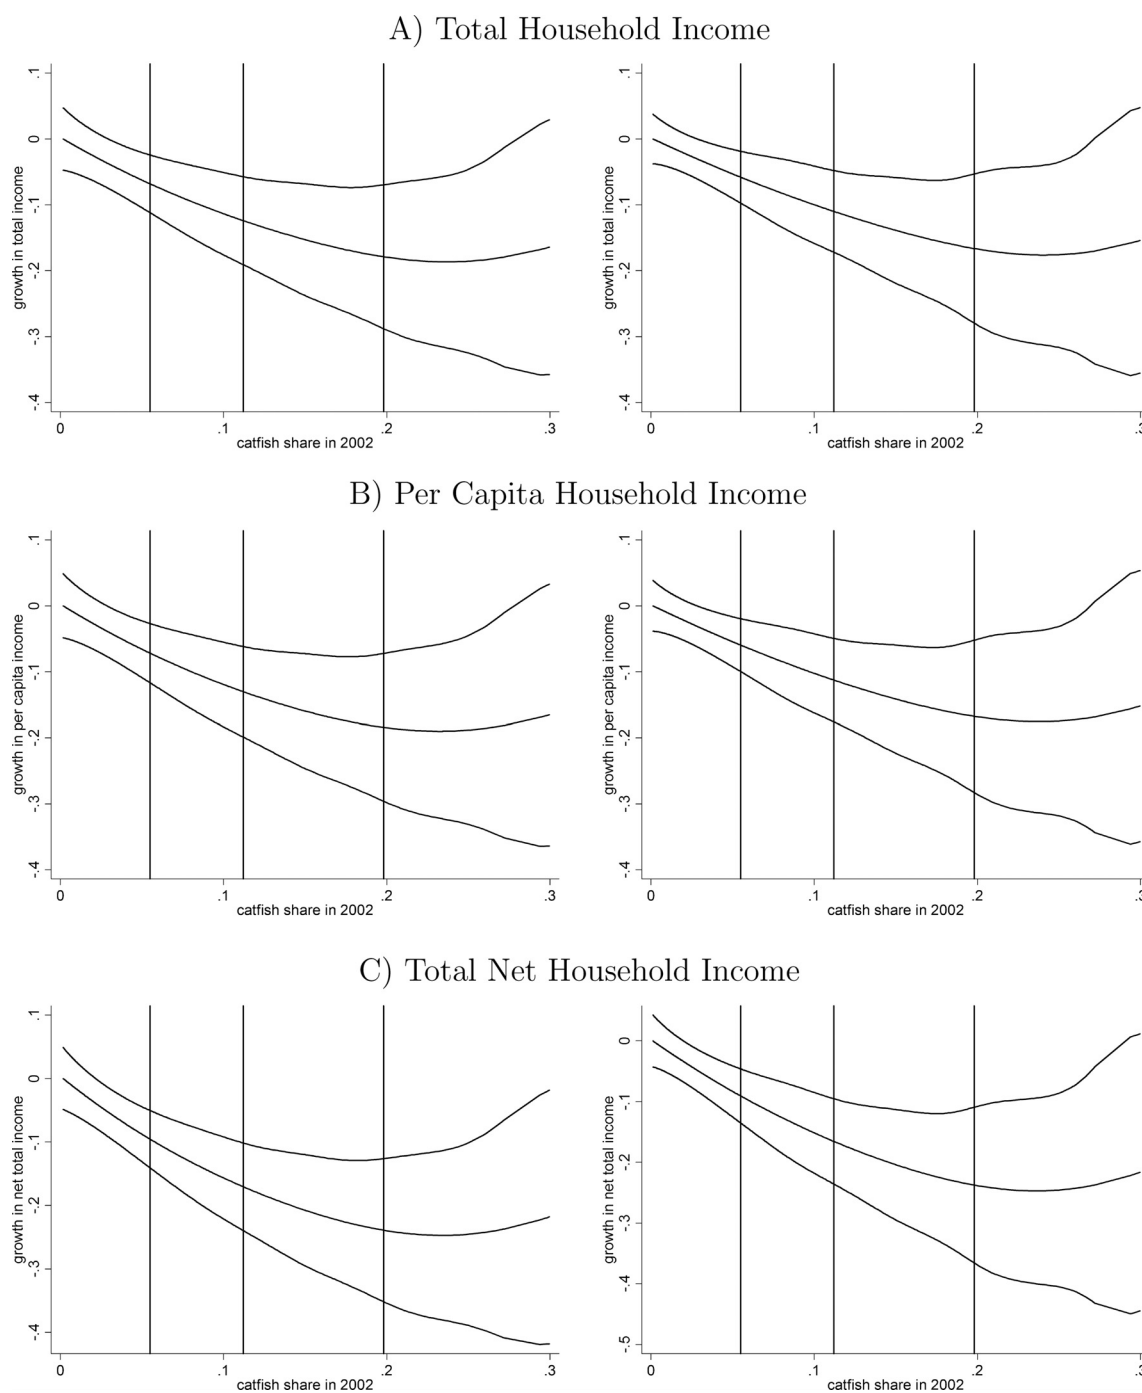 A) Total Household Income
growth in total income
.1
0
-.1
-.2
-.3
-.4
0 .1 .2 .3
catfish share in 2002
growth in total income
.1
0
-.1
-.2
-.3
-.4
0 .1 .2 .3
catfish share in 2002
B) Per Capita Household Income
growth in per capita income
.1
0
-.1
-.2
-.3
-.4
0 .1 .2 .3
catfish share in 2002
growth in per capita income
.1
0
-.1
-.2
-.3
-.4
0 .1 .2 .3
catfish share in 2002
C) Total Net Household Income
growth in net total income
.1
0
-.1
-.2
-.3
-.4
0 .1 .2 .3
catfish share in 2002
growth in net total income
0
-.1
-.2
-.3
-.4
-.5
0 .1 .2 .3
catfish share in 2002